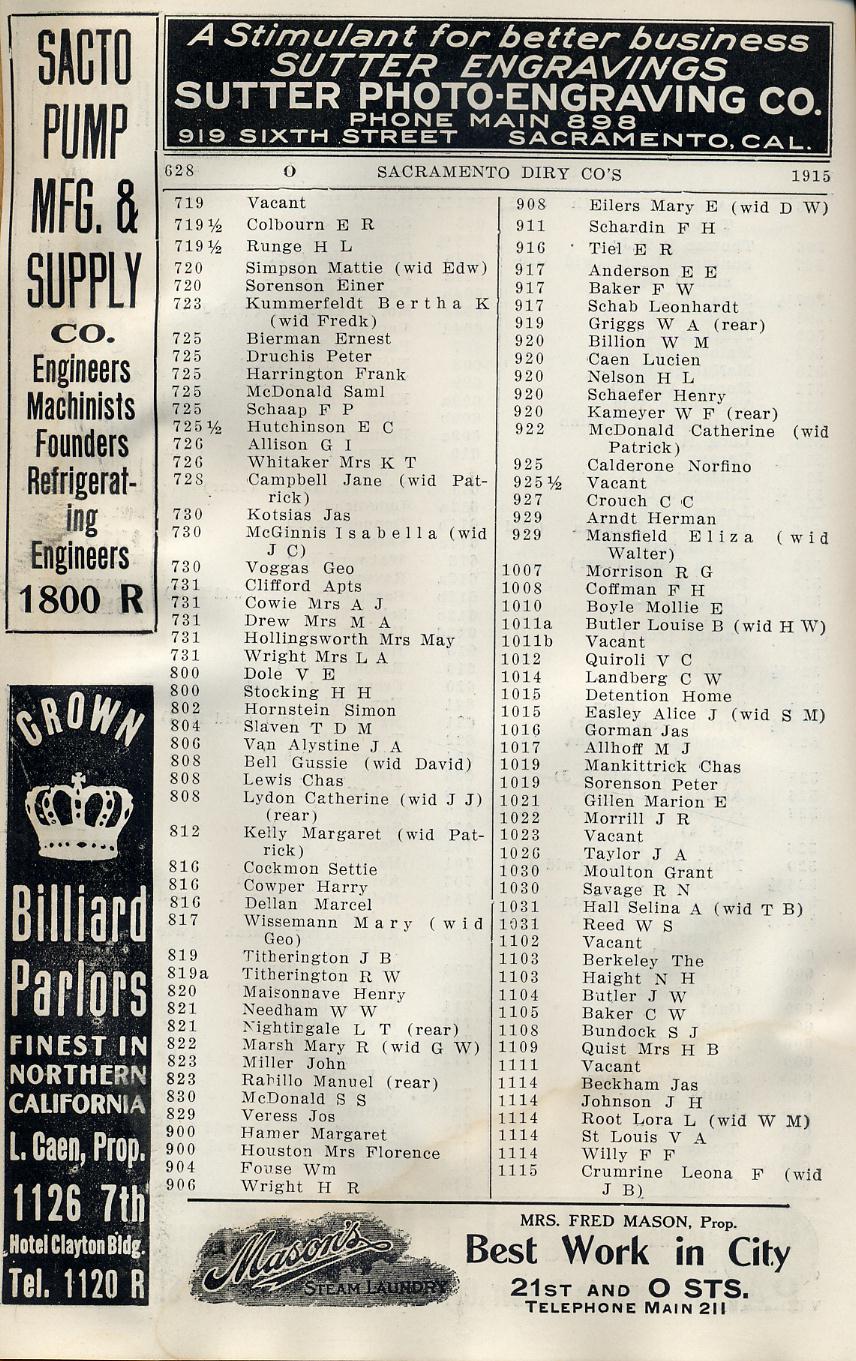 A Stimulant for better business
SUTTER ENGRAVINGS
SUTTER PHOTO-ENGRAVING CO.
PHONE MAIN 898
919 SIXTH STREET SACRAMENTO, CAL.
SACTO
PUMP
MFG. &
SUPPLY
CO.
Engineers
Machinists
Founders
Refrigerat-
ing
Engineers
1800 R
CROWN
Billiard
Parlors
FINEST IN
NORTHERN
CALIFORNIA
L. Caen, Prop.
1126 7th
Hotel Clayton Bldg.
Tel. 1120 R
628 O SACRAMENTO DIRY CO'S 1915
719 Vacant
719½ Colbourn E R
719½ Runge H L
720 Simpson Mattie (wid Edw)
720 Sorenson Einer
723 Kummerfeldt Bertha K
(wid Fredk)
725 Bierman Ernest
725 Druchis Peter
725 Harrington Frank
725 McDonald Saml
725 Schaap F P
725½ Hutchinson E C
726 Allison G I
726 Whitaker Mrs K T
728 Campbell Jane (wid Pat-
rick)
730 Kotsias Jas
730 McGinnis Isabella (wid
J C)
730 Voggas Geo
731 Clifford Apts
731 Cowie Mrs A J
731 Drew Mrs M A
731 Hollingsworth Mrs May
731 Wright Mrs L A
800 Dole V E
800 Stocking H H
802 Hornstein Simon
804 Slaven T D M
806 Van Alystine J A
808 Bell Gussie (wid David)
808 Lewis Chas
808 Lydon Catherine (wid J J)
(rear)
812 Kelly Margaret (wid Pat-
rick)
816 Cockmon Settie
816 Cowper Harry
816 Dellan Marcel
817 Wissemann Mary (wid
Geo)
819 Titherington J B
819a Titherington R W
820 Maisonnave Henry
821 Needham W W
821 Nightingale L T (rear)
822 Marsh Mary R (wid G W)
823 Miller John
823 Rabillo Manuel (rear)
830 McDonald S S
829 Veress Jos
900 Hamer Margaret
900 Houston Mrs Florence
904 Fouse Wm
906 Wright H R
908 Eilers Mary E (wid D W)
911 Schardin F H
916 Tiel E R
917 Anderson E E
917 Baker F W
917 Schab Leonhardt
919 Griggs W A (rear)
920 Billion W M
920 Caen Lucien
920 Nelson H L
920 Schaefer Henry
920 Kameyer W F (rear)
922 McDonald Catherine (wid
Patrick)
925 Calderone Norfino
925½ Vacant
927 Crouch C C
929 Arndt Herman
929 Mansfield Eliza (wid
Walter)
1007 Morrison R G
1008 Coffman F H
1010 Boyle Mollie E
1011a Butler Louise B (wid H W)
1011b Vacant
1012 Quiroli V C
1014 Landberg C W
1015 Detention Home
1015 Easley Alice J (wid S M)
1016 Gorman Jas
1017 Allhoff M J
1019 Mankittrick Chas
1019 Sorenson Peter
1021 Gillen Marion E
1022 Morrill J R
1023 Vacant
1026 Taylor J A
1030 Moulton Grant
1030 Savage R N
1031 Hall Selina A (wid T B)
1031 Reed W S
1102 Vacant
1103 Berkeley The
1103 Haight N H
1104 Butler J W
1105 Baker C W
1108 Bundock S J
1109 Quist Mrs H B
1111 Vacant
1114 Beckham Jas
1114 Johnson J H
1114 Root Lora L (wid W M)
1114 St Louis V A
1114 Willy F F
1115 Crumrine Leona F (wid
J B)
Mason's
STEAM LAUNDRY
MRS. FRED MASON, Prop.
Best Work in City
21ST AND O STS.
TELEPHONE MAIN 211